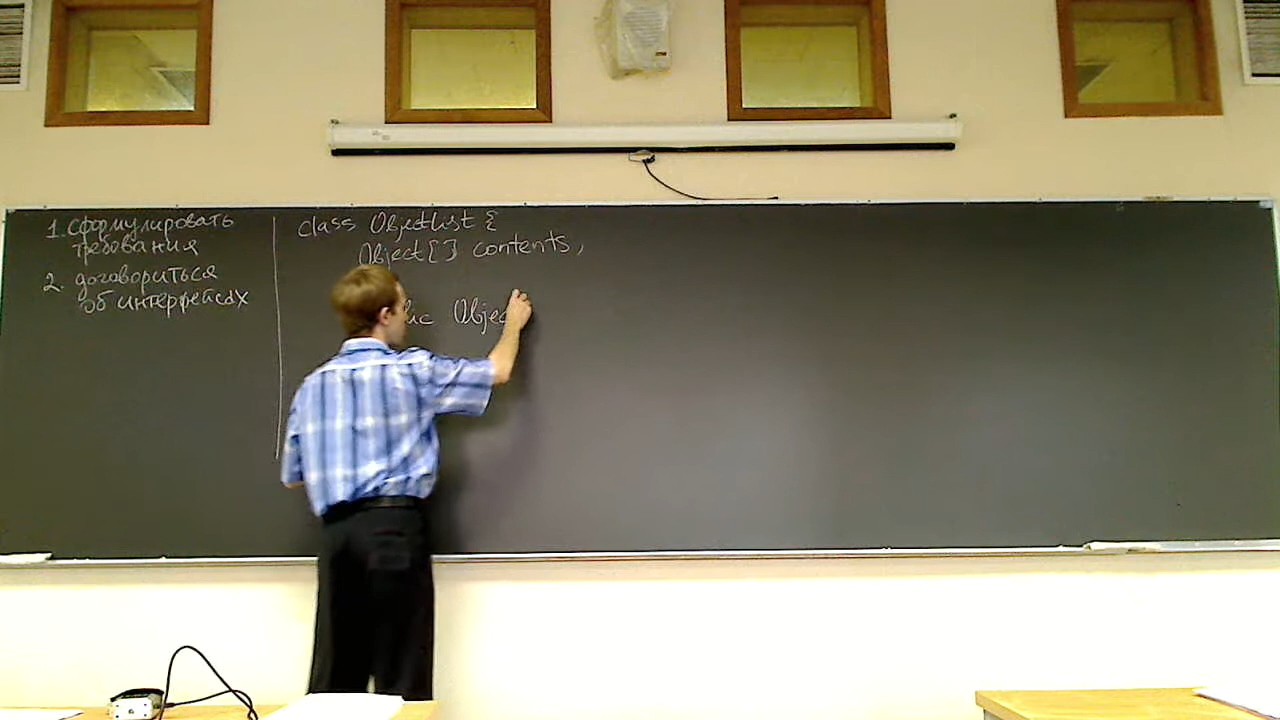 1. Сформулировать
требования
2. договориться
об интерфейсах
class ObjectList {
Object[] contents;
Objec